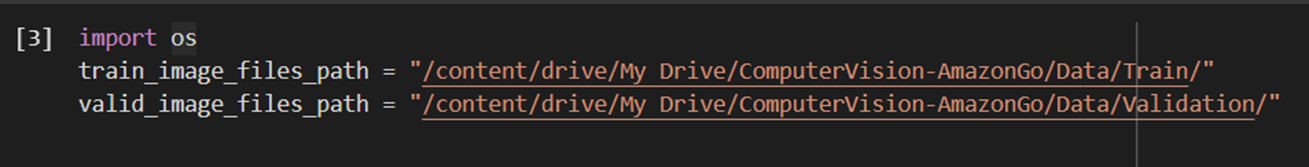 [3] import os
train_image_files_path = "/content/drive/My Drive/ComputerVision-AmazonGo/Data/Train/"
valid_image_files_path = "/content/drive/My Drive/ComputerVision-AmazonGo/Data/Validation/"